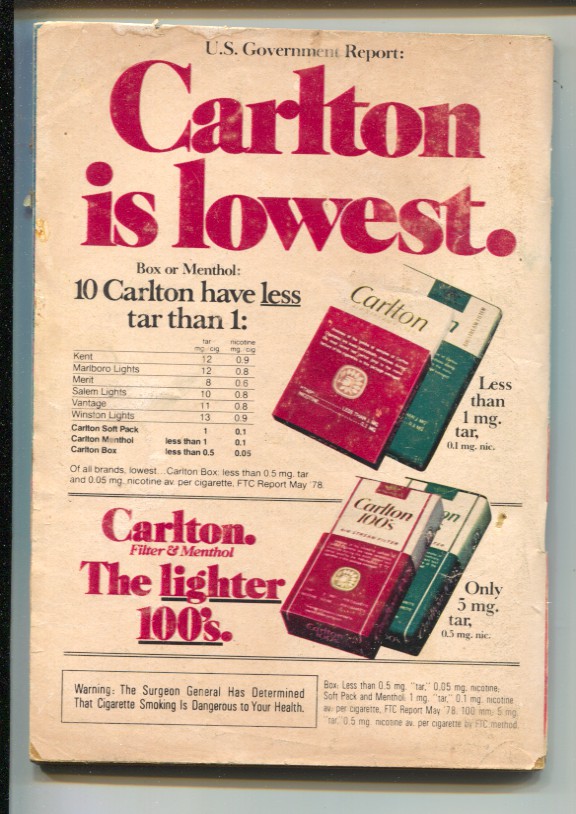 U.S. Government Report:
Carlton
is lowest.
Box or Menthol:
10 Carlton have less
tar than 1:
tar nicotine
mg./cig. mg./cig.
Kent 12 0.9
Marlboro Lights 12 0.8
Merit 8 0.6
Salem Lights 10 0.8
Vantage 11 0.8
Winston Lights 13 0.9
Carlton Soft Pack 1 0.1
Carlton Menthol less than 1 0.1
Carlton Box less than 0.5 0.05
Of all brands, lowest...Carlton Box: less than 0.5 mg. tar
and 0.05 mg. nicotine av. per cigarette, FTC Report May '78.
Carlton
Less
than
1 mg.
tar,
0.1 mg. nic.
Carlton.
Filter & Menthol
The lighter
100's.
Carlton
100's
AIR STREAM FILTER
Only
5 mg.
tar,
0.5 mg. nic.
Warning: The Surgeon General Has Determined
That Cigarette Smoking Is Dangerous to Your Health.
Box: Less than 0.5 mg. "tar," 0.05 mg. nicotine;
Soft Pack and Menthol: 1 mg. "tar," 0.1 mg. nicotine
av. per cigarette, FTC Report May '78. 100 mm: 5 mg.
"tar," 0.5 mg. nicotine av. per cigarette by FTC method.